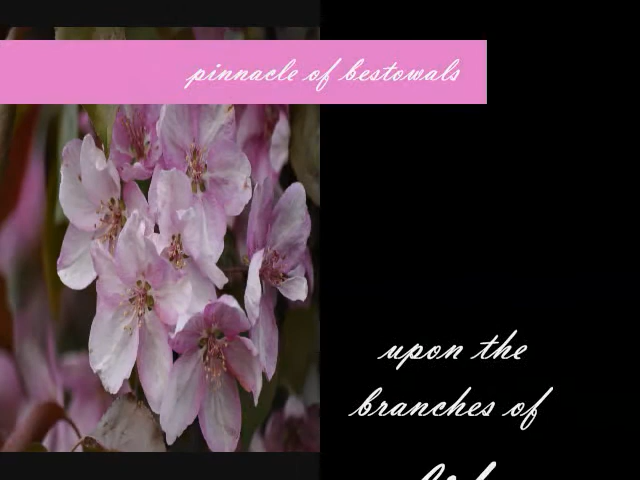 pinnacle of bestowals
upon the
branches of